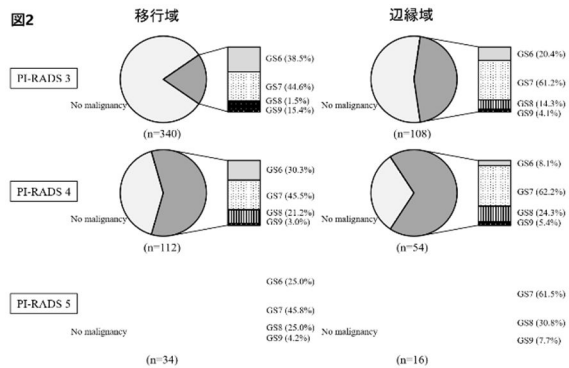 図2
移行域
辺縁域
PI-RADS 3
No malignancy
GS6 (38.5%)
GS7 (44.6%)
GS8 (1.5%)
GS9 (15.4%)
(n=340)
No malignancy
GS6 (20.4%)
GS7 (61.2%)
GS8 (14.3%)
GS9 (4.1%)
(n=108)
PI-RADS 4
No malignancy
GS6 (30.3%)
GS7 (45.5%)
GS8 (21.2%)
GS9 (3.0%)
(n=112)
No malignancy
GS6 (8.1%)
GS7 (62.2%)
GS8 (24.3%)
GS9 (5.4%)
(n=54)
PI-RADS 5
No malignancy
GS6 (25.0%)
GS7 (45.8%)
GS8 (25.0%)
GS9 (4.2%)
(n=34)
No malignancy
GS7 (61.5%)
GS8 (30.8%)
GS9 (7.7%)
(n=16)